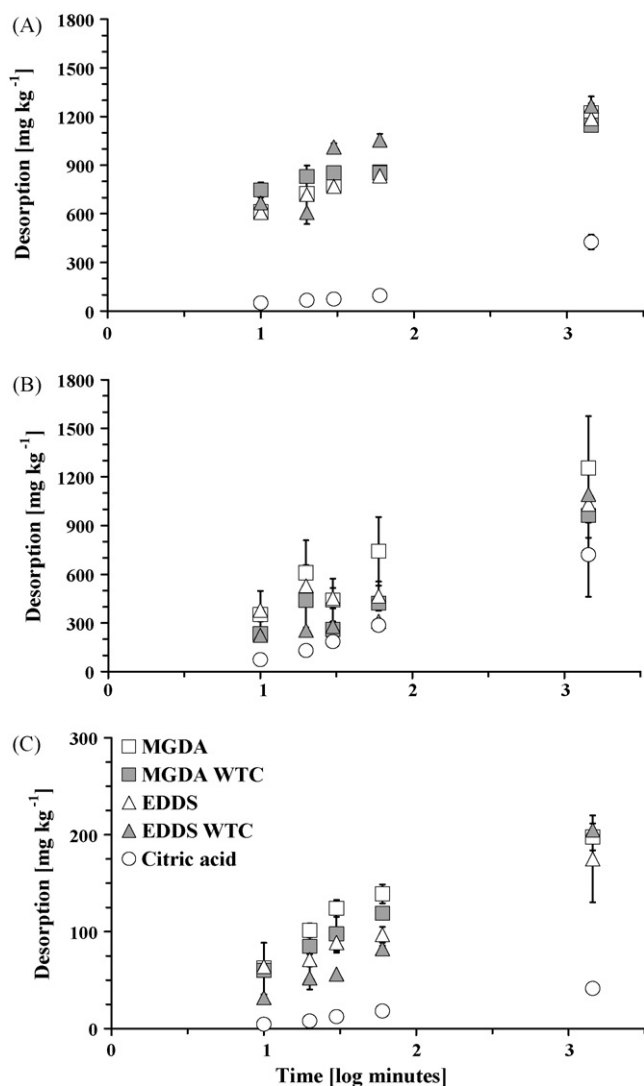 (A)
1800
1500
1200
900
600
300
0
Desorption [mg kg⁻¹]
0 1 2 3
(B)
1800
1500
1200
900
600
300
0
Desorption [mg kg⁻¹]
0 1 2 3
(C)
300
200
100
0
Desorption [mg kg⁻¹]
MGDA
MGDA WTC
EDDS
EDDS WTC
Citric acid
0 1 2 3
Time [log minutes]